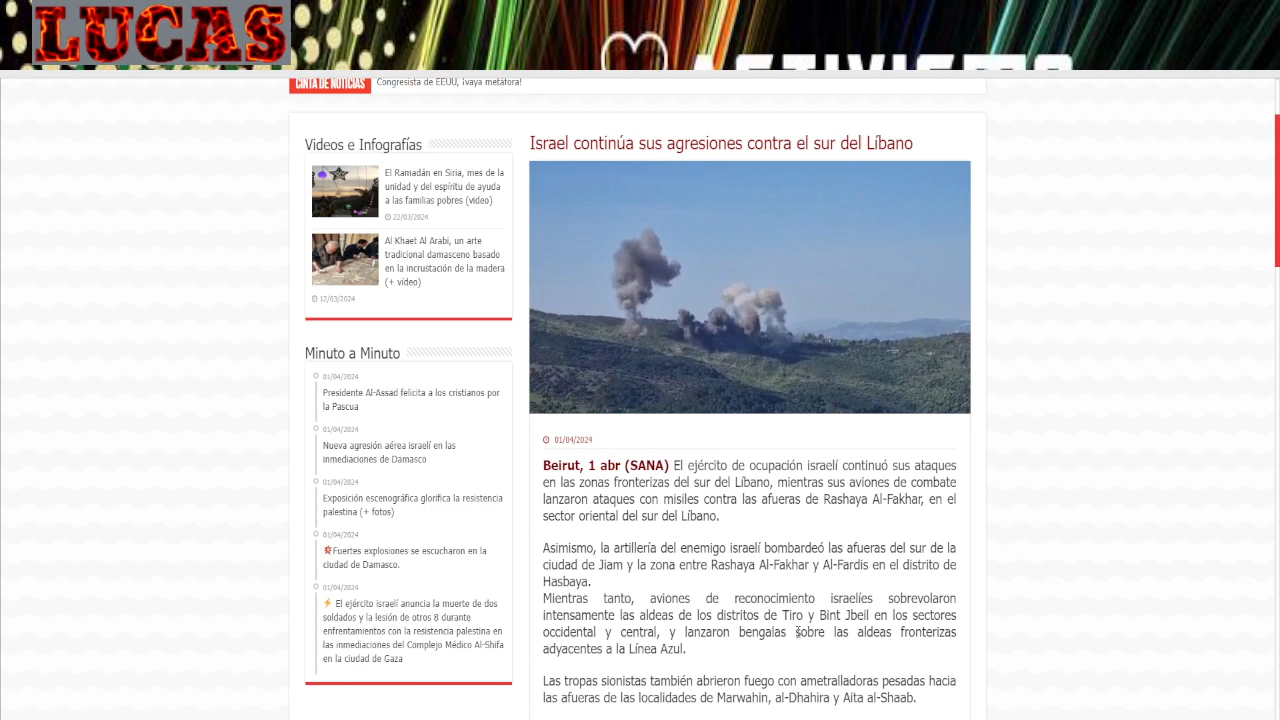 LUCAS
CINTA DE NOTICIAS
Congresista de EEUU, ¡vaya metáfora!
Videos e Infografías
El Ramadán en Siria, mes de la
unidad y del espíritu de ayuda
a las familias pobres (video)
22/03/2024
Al Khaet Al Arabi, un arte
tradicional damasceno basado
en la incrustación de la madera
(+ vídeo)
12/03/2024
Minuto a Minuto
01/04/2024
Presidente Al-Assad felicita a los cristianos por
la Pascua
01/04/2024
Nueva agresión aérea israelí en las
inmediaciones de Damasco
01/04/2024
Exposición escenográfica glorifica la resistencia
palestina (+ fotos)
01/04/2024
Fuertes explosiones se escucharon en la
ciudad de Damasco.
01/04/2024
El ejército israelí anuncia la muerte de dos
soldados y la lesión de otros 8 durante
enfrentamientos con la resistencia palestina en
las inmediaciones del Complejo Médico Al-Shifa
en la ciudad de Gaza
Israel continúa sus agresiones contra el sur del Líbano
01/04/2024
Beirut, 1 abr (SANA) El ejército de ocupación israelí continuó sus ataques
en las zonas fronterizas del sur del Líbano, mientras sus aviones de combate
lanzaron ataques con misiles contra las afueras de Rashaya Al-Fakhar, en el
sector oriental del sur del Líbano.
Asimismo, la artillería del enemigo israelí bombardeó las afueras del sur de la
ciudad de Jiam y la zona entre Rashaya Al-Fakhar y Al-Fardis en el distrito de
Hasbaya.
Mientras tanto, aviones de reconocimiento israelíes sobrevolaron
intensamente las aldeas de los distritos de Tiro y Bint Jbeil en los sectores
occidental y central, y lanzaron bengalas sobre las aldeas fronterizas
adyacentes a la Línea Azul.
Las tropas sionistas también abrieron fuego con ametralladoras pesadas hacia
las afueras de las localidades de Marwahin, al-Dhahira y Aita al-Shaab.